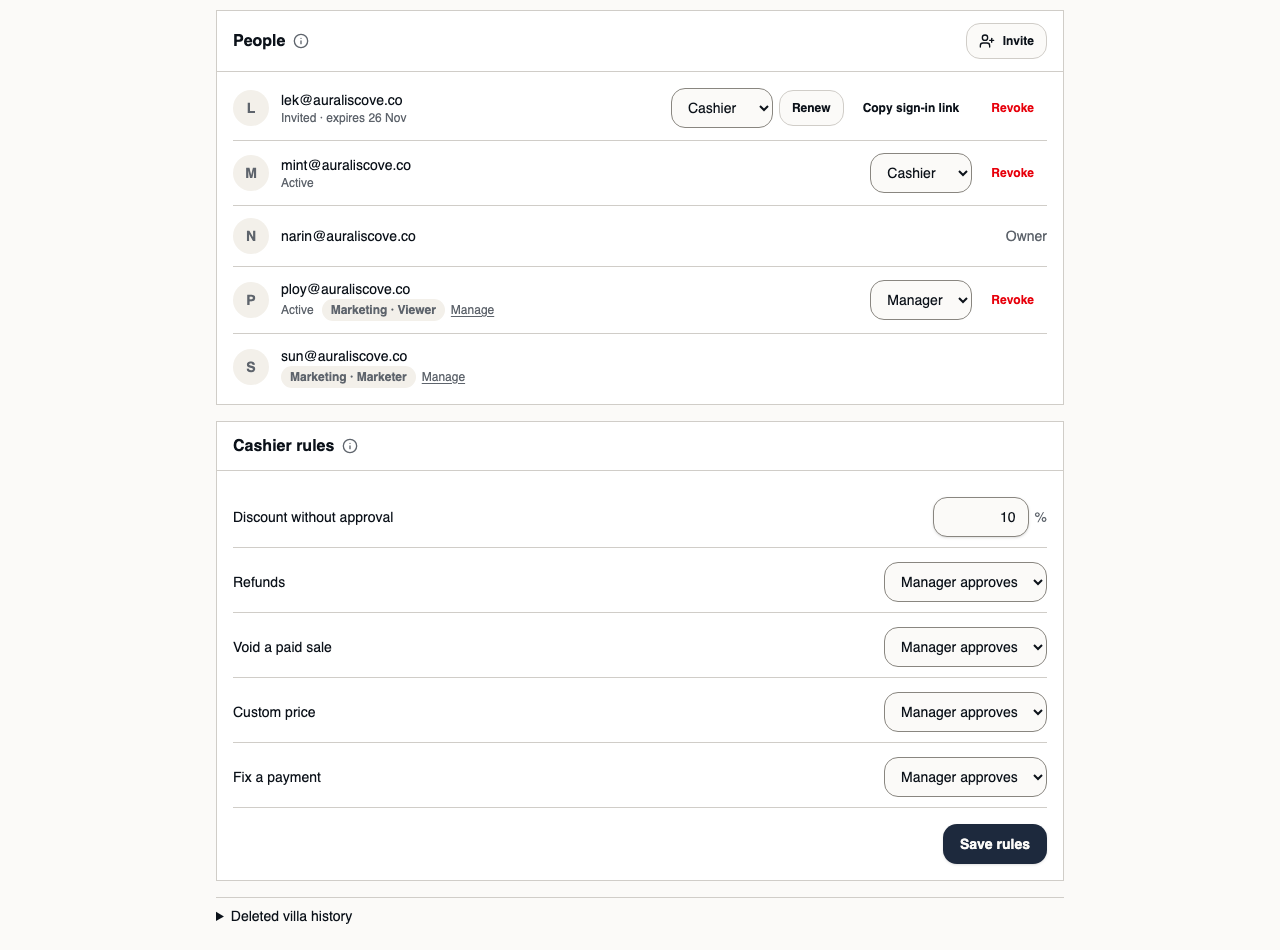 People
Invite
L
lek@auraliscove.co
Invited · expires 26 Nov
Cashier
Renew
Copy sign-in link
Revoke
M
mint@auraliscove.co
Active
Cashier
Revoke
N
narin@auraliscove.co
Owner
P
ploy@auraliscove.co
Active
Marketing · Viewer
Manage
Manager
Revoke
S
sun@auraliscove.co
Marketing · Marketer
Manage
Cashier rules
Discount without approval
10 %
Refunds
Manager approves
Void a paid sale
Manager approves
Custom price
Manager approves
Fix a payment
Manager approves
Save rules
Deleted villa history